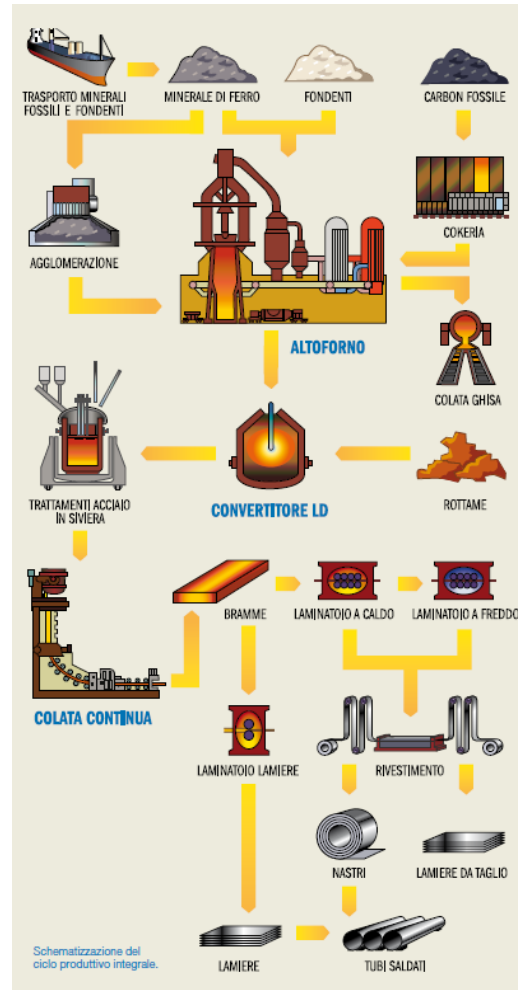 TRASPORTO MINERALI
FOSSILI E FONDENTI
MINERALE DI FERRO
FONDENTI
CARBON FOSSILE
AGGLOMERAZIONE
COKERIA
ALTOFORNO
COLATA GHISA
TRATTAMENTI ACCIAIO
IN SIVIERA
CONVERTITORE LD
ROTTAME
BRAMME
LAMINATOIO A CALDO
LAMINATOIO A FREDDO
COLATA CONTINUA
LAMINATOIO LAMIERE
RIVESTIMENTO
NASTRI
LAMIERE DA TAGLIO
Schematizzazione del
ciclo produttivo integrale.
LAMIERE
TUBI SALDATI